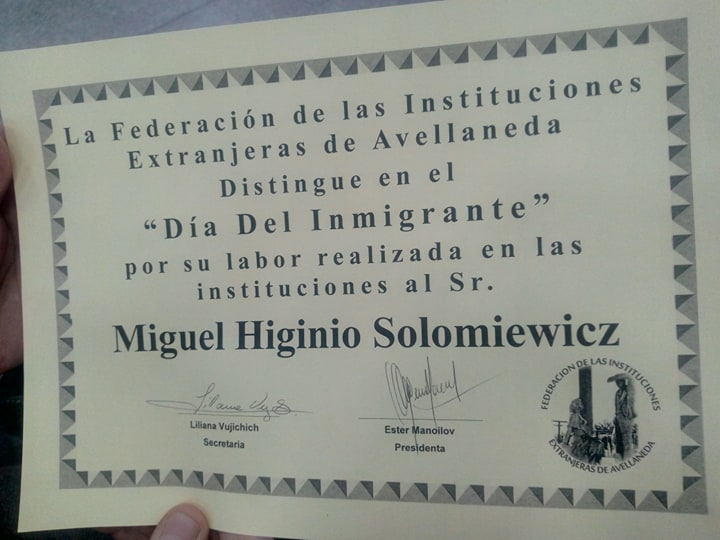 La Federación de las Instituciones
Extranjeras de Avellaneda
Distingue en el
“Día Del Inmigrante”
por su labor realizada en las
instituciones al Sr.
Miguel Higinio Solomiewicz
Liliana Vujichich
Secretaria
Ester Manoilov
Presidenta
FEDERACION DE LAS INSTITUCIONES
EXTRANJERAS DE AVELLANEDA